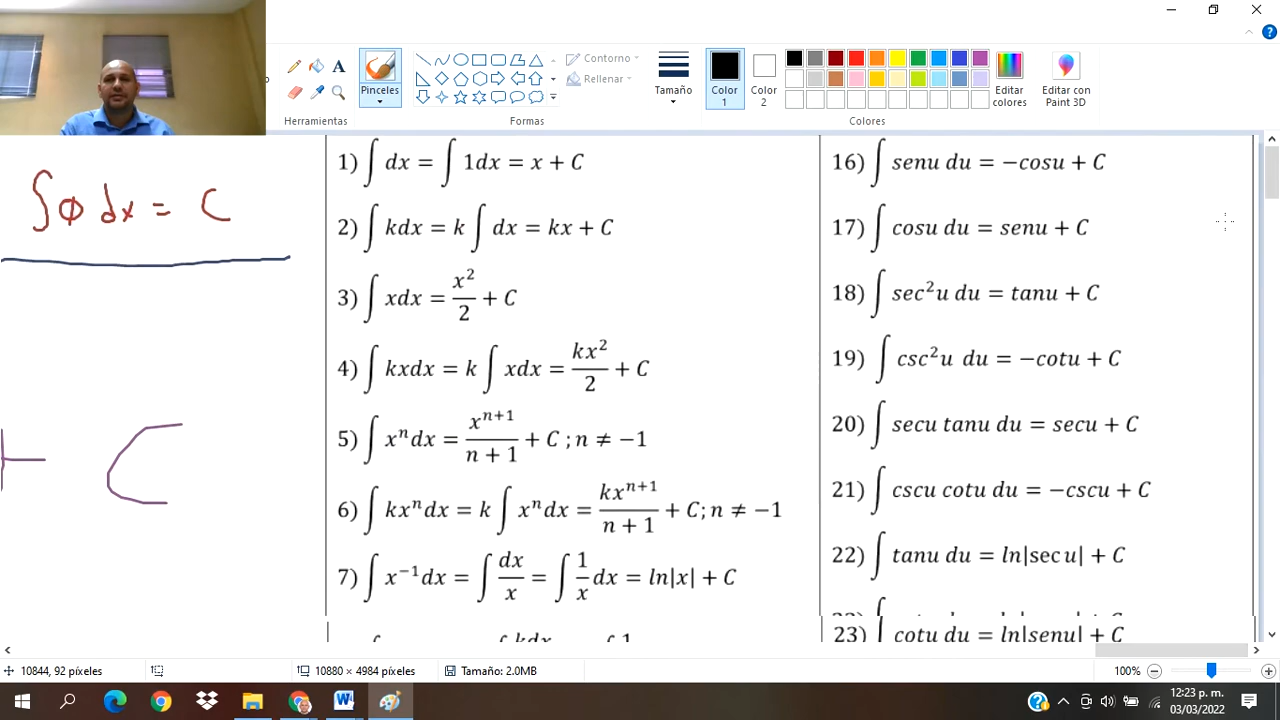 Contorno
Rellenar
Pinceles
Tamaño
Color 1
Color 2
Editar colores
Editar con Paint 3D
Herramientas
Formas
Colores
∫ϕ dx = C
+ C
1) ∫ dx = ∫ 1dx = x + C
2) ∫ kdx = k ∫ dx = kx + C
3) ∫ xdx = x²/2 + C
4) ∫ kxdx = k ∫ xdx = kx²/2 + C
5) ∫ xⁿdx = xⁿ⁺¹/(n + 1) + C ; n ≠ −1
6) ∫ kxⁿdx = k ∫ xⁿdx = kxⁿ⁺¹/(n + 1) + C; n ≠ −1
7) ∫ x⁻¹dx = ∫ dx/x = ∫ 1/x dx = ln|x| + C
kdx 1
16) ∫ senu du = −cosu + C
17) ∫ cosu du = senu + C
18) ∫ sec²u du = tanu + C
19) ∫ csc²u du = −cotu + C
20) ∫ secu tanu du = secu + C
21) ∫ cscu cotu du = −cscu + C
22) ∫ tanu du = ln|sec u| + C
23) ∫ cotu du = ln|senu| + C
10844, 92 píxeles
10880 × 4984 píxeles
Tamaño: 2.0MB
100%
12:23 p. m.
03/03/2022